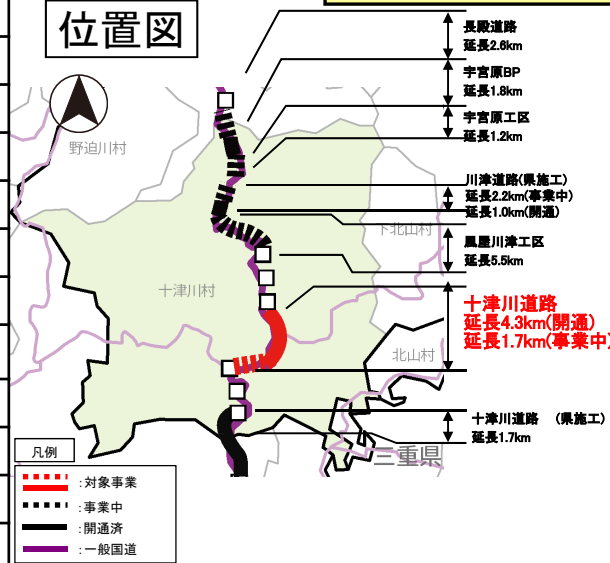 位置図
長殿道路
延長2.6km
宇宮原BP
延長1.8km
宇宮原工区
延長1.2km
野迫川村
川津道路(県施工)
延長2.2km(事業中)
延長1.0km(開通)
下北山村
風屋川津工区
延長5.5km
十津川村
十津川道路
延長4.3km(開通)
延長1.7km(事業中)
北山村
十津川道路 (県施工)
延長1.7km
三重県
凡例
:対象事業
:事業中
:開通済
:一般国道